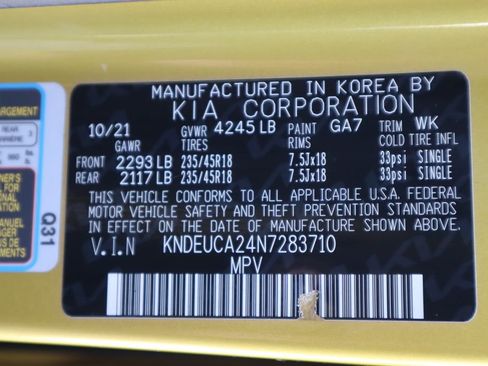 MANUFACTURED IN KOREA BY
KIA CORPORATION
10/21 GVWR 4245 LB PAINT GA7 TRIM WK
GAWR TIRES RIMS COLD TIRE INFL
FRONT 2293 LB 235/45R18 7.5Jx18 33psi SINGLE
REAR 2117 LB 235/45R18 7.5Jx18 33psi SINGLE
THIS VEHICLE CONFORMS TO ALL APPLICABLE U.S.A. FEDERAL
MOTOR VEHICLE SAFETY AND THEFT PREVENTION STANDARDS
IN EFFECT ON THE DATE OF MANUFACTURE SHOWN ABOVE.
V.I.N KNDEUCA24N7283710
MPV
Q31
REAR